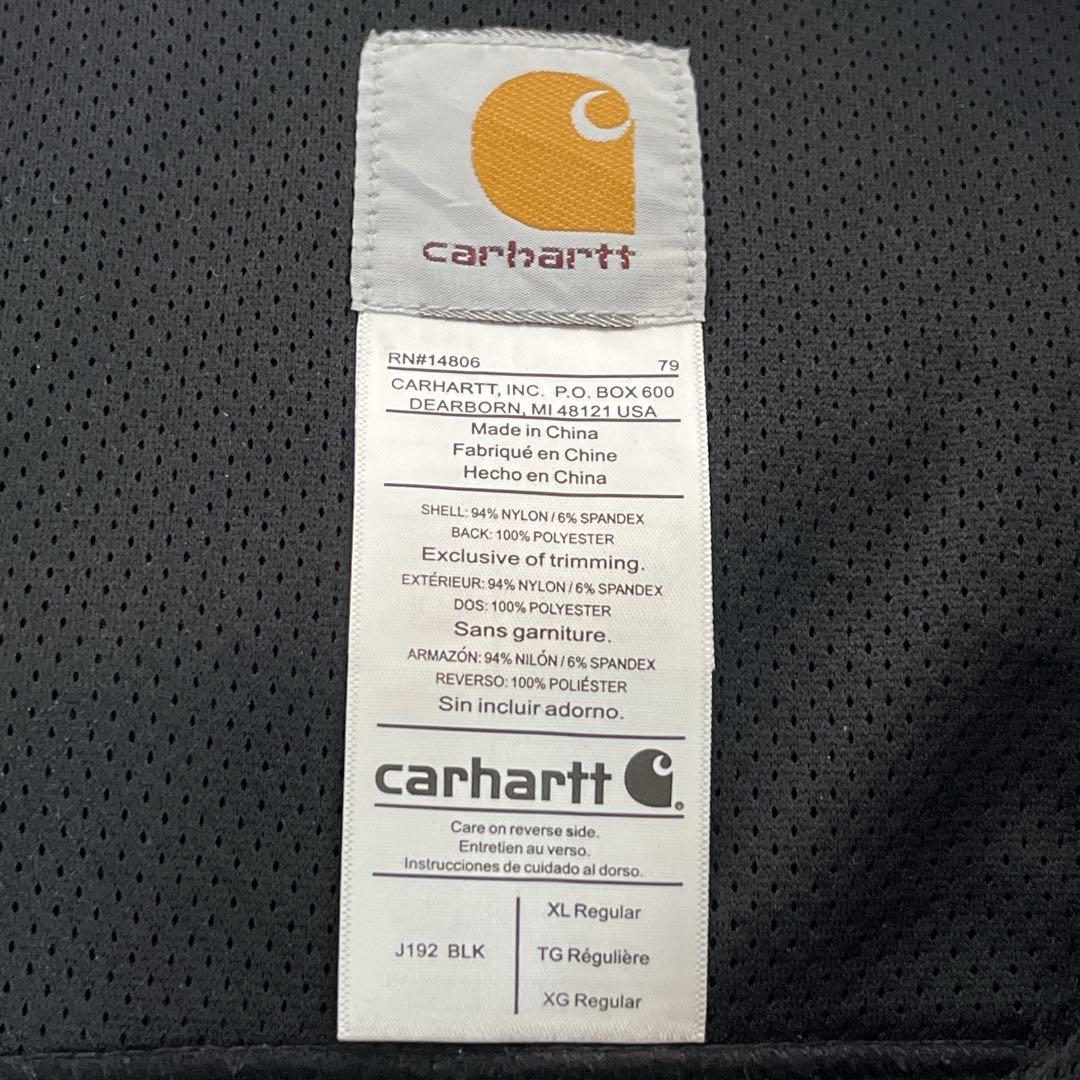 carhartt
RN#14806 79
CARHARTT, INC. P.O. BOX 600
DEARBORN, MI 48121 USA
Made in China
Fabriqué en Chine
Hecho en China
SHELL: 94% NYLON / 6% SPANDEX
BACK: 100% POLYESTER
Exclusive of trimming.
EXTÉRIEUR: 94% NYLON / 6% SPANDEX
DOS: 100% POLYESTER
Sans garniture.
ARMAZÓN: 94% NILÓN / 6% SPANDEX
REVERSO: 100% POLIÉSTER
Sin incluir adorno.
carhartt ®
Care on reverse side.
Entretien au verso.
Instrucciones de cuidado al dorso.
XL Regular
J192 BLK TG Régulière
XG Regular